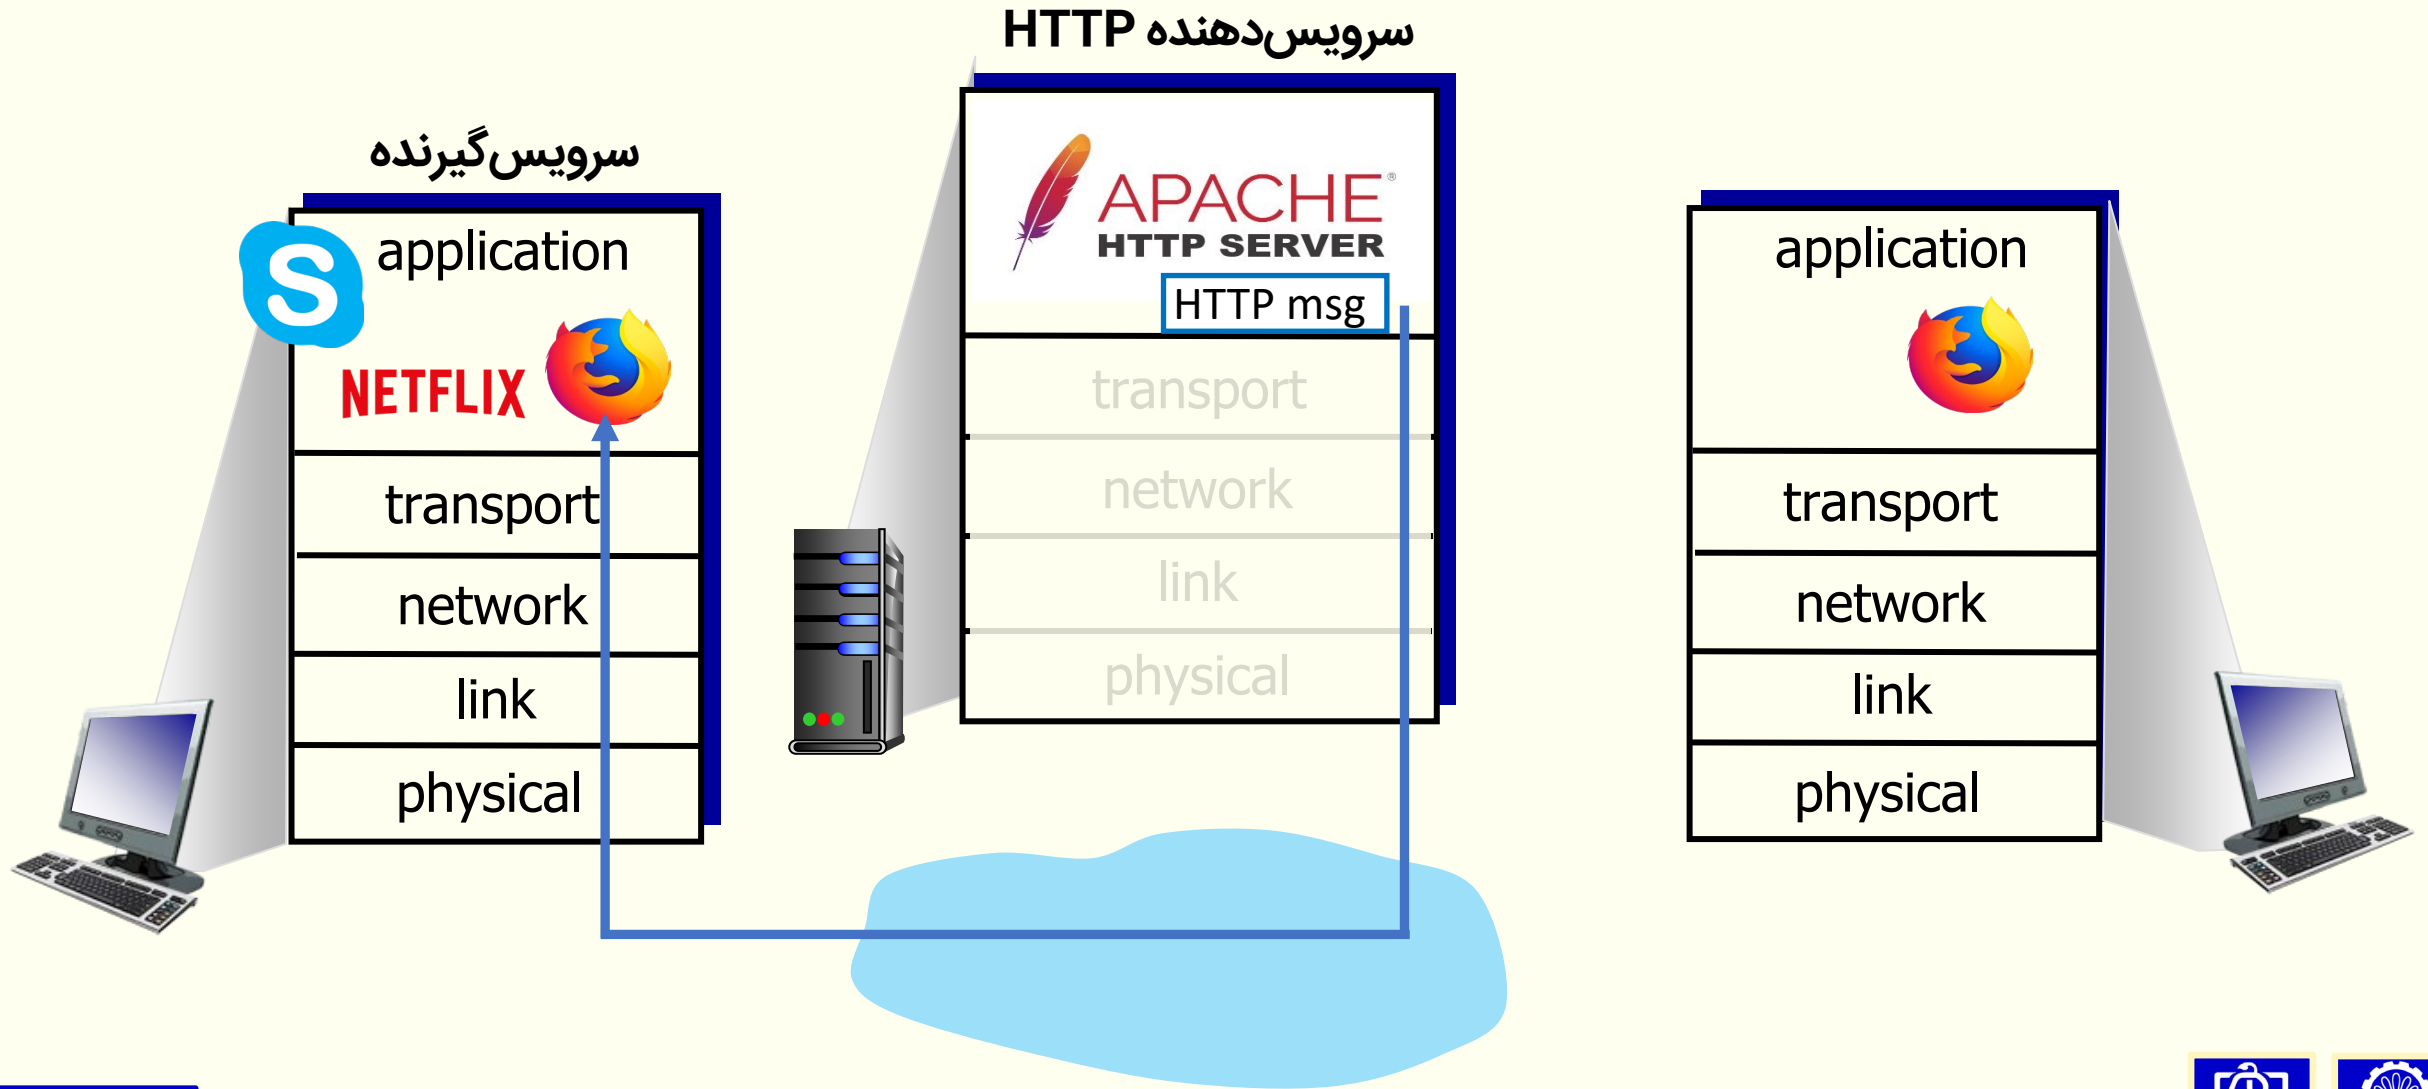 سرویس‌دهنده HTTP
سرویس‌گیرنده
application
S
NETFLIX
transport
network
link
physical
APACHE®
HTTP SERVER
HTTP msg
transport
network
link
physical
application
transport
network
link
physical